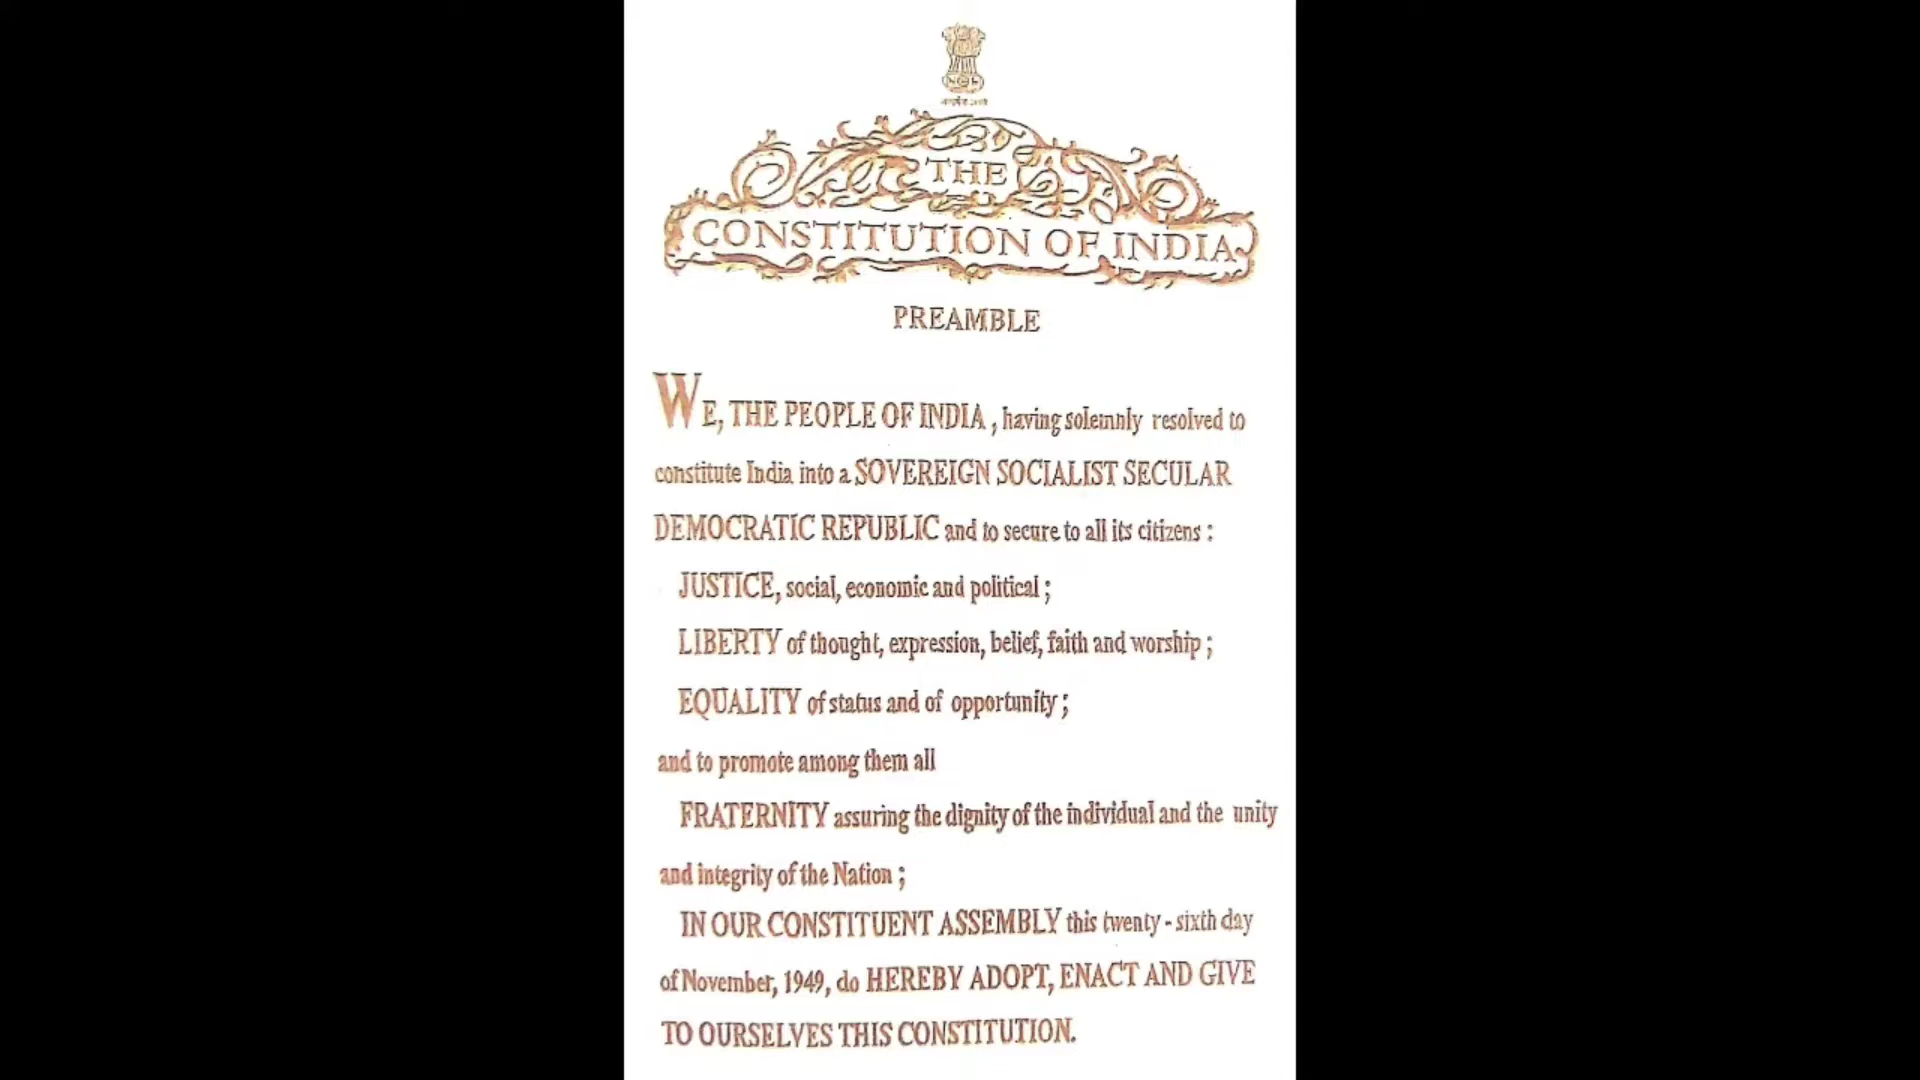 THE
CONSTITUTION OF INDIA
PREAMBLE
WE, THE PEOPLE OF INDIA, having solemnly resolved to
constitute India into a SOVEREIGN SOCIALIST SECULAR
DEMOCRATIC REPUBLIC and to secure to all its citizens :
JUSTICE, social, economic and political ;
LIBERTY of thought, expression, belief, faith and worship ;
EQUALITY of status and of opportunity ;
and to promote among them all
FRATERNITY assuring the dignity of the individual and the unity
and integrity of the Nation ;
IN OUR CONSTITUENT ASSEMBLY this twenty - sixth day
of November, 1949, do HEREBY ADOPT, ENACT AND GIVE
TO OURSELVES THIS CONSTITUTION.